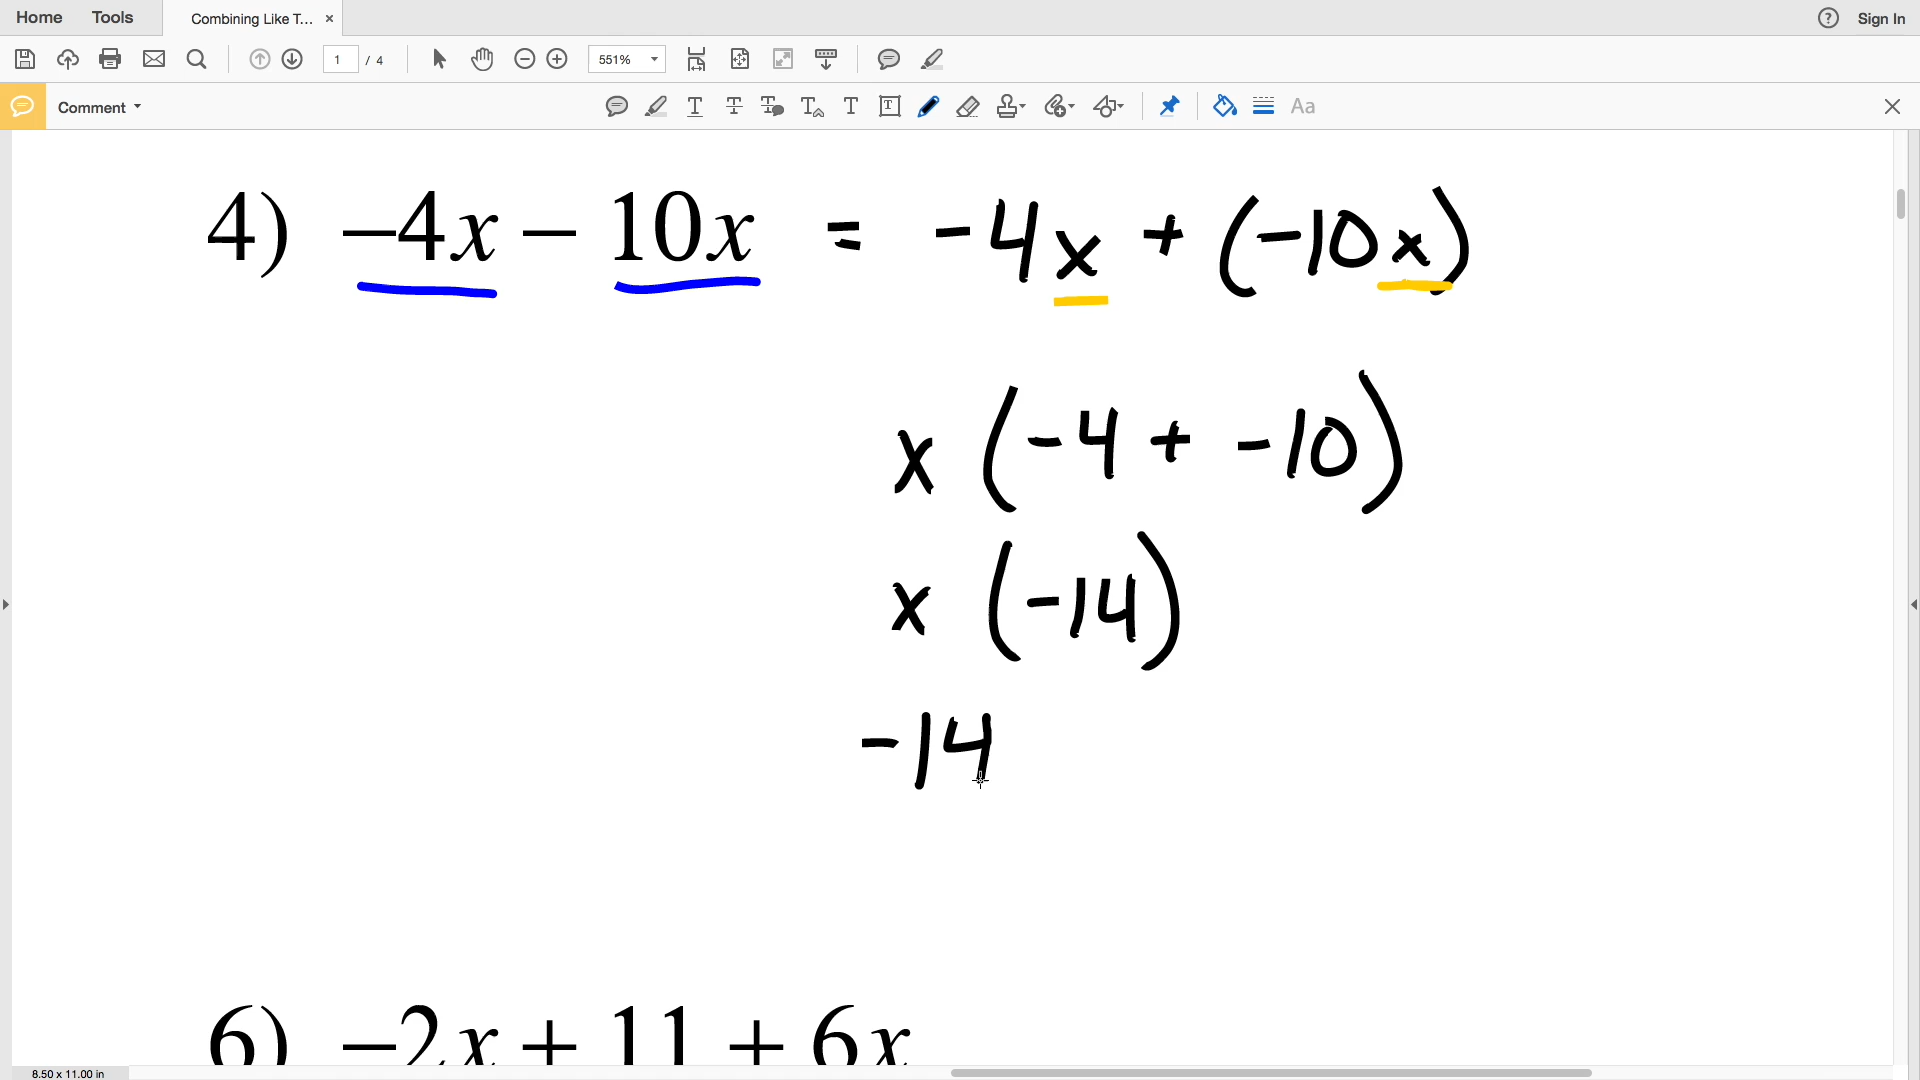 Home Tools Combining Like T... × ? Sign In
1 / 4 551%
Comment T T T T T T Aa
4) −4x − 10x = -4x + (-10x)
x (-4 + -10)
x (-14)
-14
6) −2x + 11 + 6x
8.50 x 11.00 in